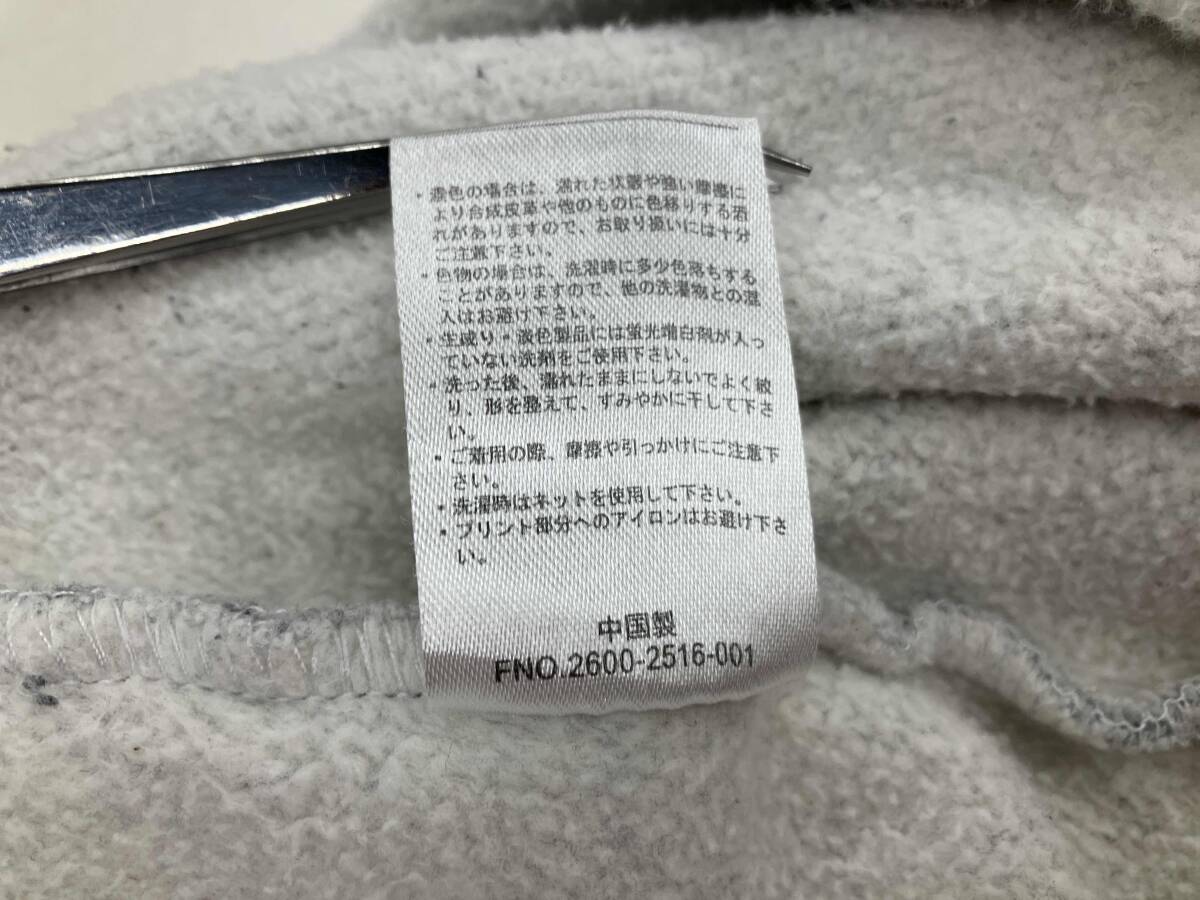 ・濃色の場合は、濡れた状態や強い摩擦に
より合成皮革や他のものに色移りする恐
れがありますので、お取り扱いには十分
ご注意下さい。
・色物の場合は、洗濯時に多少色落ちする
ことがありますので、他の洗濯物との混
入はお避け下さい。
・生成り・淡色製品には蛍光増白剤が入っ
ていない洗剤をご使用下さい。
・洗った後、濡れたままにしないでよく絞
り、形を整えて、すみやかに干して下さ
い。
・ご着用の際、摩擦や引っかけにご注意下
さい。
・洗濯時はネットを使用して下さい。
・プリント部分へのアイロンはお避け下さ
い。
中国製
FNO.2600-2516-001